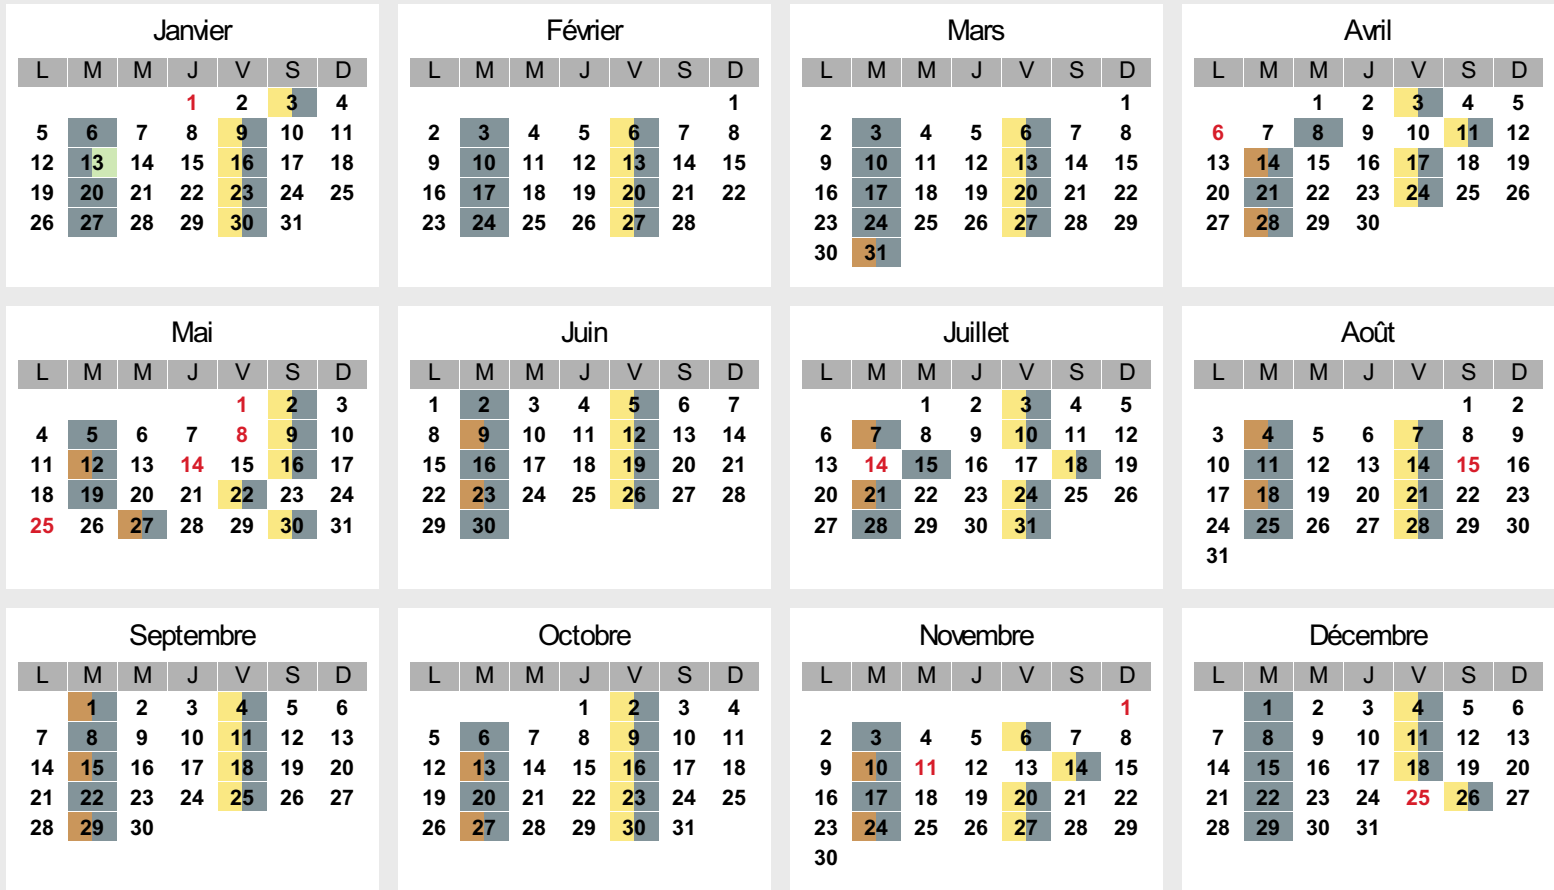 Janvier
L M M J V S D
1 2 3 4
5 6 7 8 9 10 11
12 13 14 15 16 17 18
19 20 21 22 23 24 25
26 27 28 29 30 31
Février
L M M J V S D
1
2 3 4 5 6 7 8
9 10 11 12 13 14 15
16 17 18 19 20 21 22
23 24 25 26 27 28
Mars
L M M J V S D
1
2 3 4 5 6 7 8
9 10 11 12 13 14 15
16 17 18 19 20 21 22
23 24 25 26 27 28 29
30 31
Avril
L M M J V S D
1 2 3 4 5
6 7 8 9 10 11 12
13 14 15 16 17 18 19
20 21 22 23 24 25 26
27 28 29 30
Mai
L M M J V S D
1 2 3
4 5 6 7 8 9 10
11 12 13 14 15 16 17
18 19 20 21 22 23 24
25 26 27 28 29 30 31
Juin
L M M J V S D
1 2 3 4 5 6 7
8 9 10 11 12 13 14
15 16 17 18 19 20 21
22 23 24 25 26 27 28
29 30
Juillet
L M M J V S D
1 2 3 4 5
6 7 8 9 10 11 12
13 14 15 16 17 18 19
20 21 22 23 24 25 26
27 28 29 30 31
Août
L M M J V S D
1 2
3 4 5 6 7 8 9
10 11 12 13 14 15 16
17 18 19 20 21 22 23
24 25 26 27 28 29 30
31
Septembre
L M M J V S D
1 2 3 4 5 6
7 8 9 10 11 12 13
14 15 16 17 18 19 20
21 22 23 24 25 26 27
28 29 30
Octobre
L M M J V S D
1 2 3 4
5 6 7 8 9 10 11
12 13 14 15 16 17 18
19 20 21 22 23 24 25
26 27 28 29 30 31
Novembre
L M M J V S D
1
2 3 4 5 6 7 8
9 10 11 12 13 14 15
16 17 18 19 20 21 22
23 24 25 26 27 28 29
30
Décembre
L M M J V S D
1 2 3 4 5 6
7 8 9 10 11 12 13
14 15 16 17 18 19 20
21 22 23 24 25 26 27
28 29 30 31